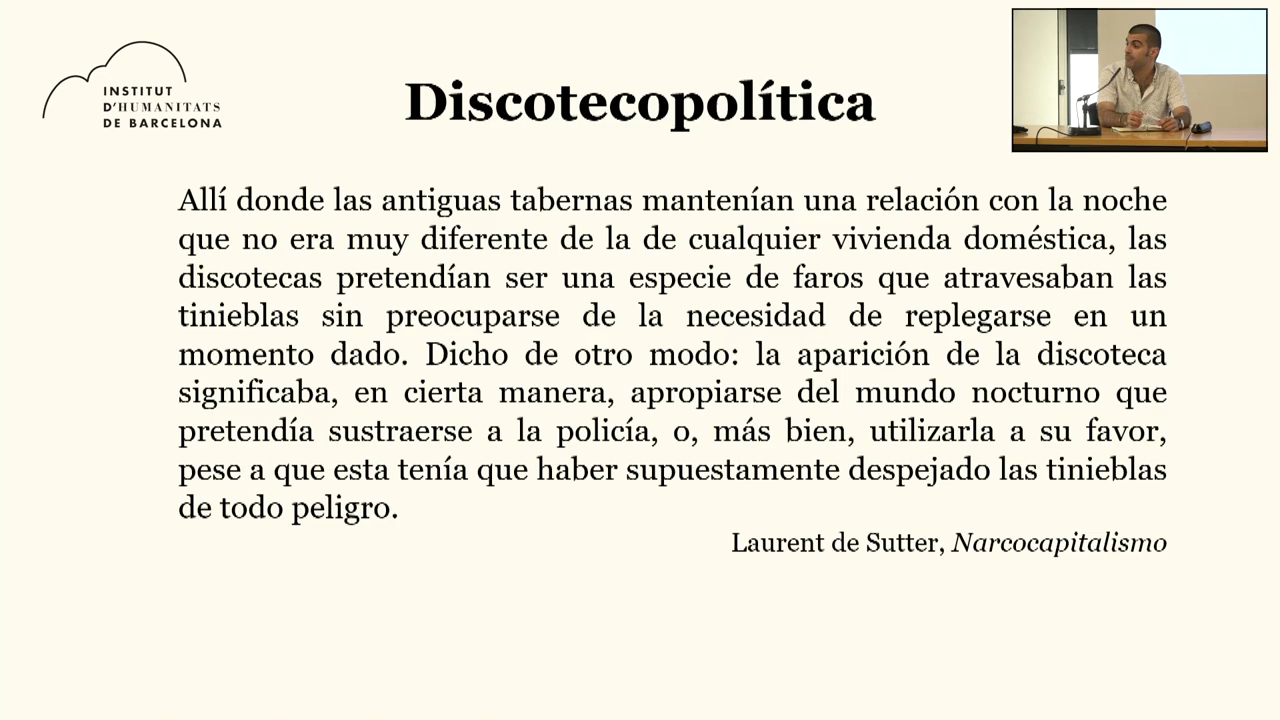 INSTITUT
D'HUMANITATS
DE BARCELONA
Discotecopolítica
Allí donde las antiguas tabernas mantenían una relación con la noche
que no era muy diferente de la de cualquier vivienda doméstica, las
discotecas pretendían ser una especie de faros que atravesaban las
tinieblas sin preocuparse de la necesidad de replegarse en un
momento dado. Dicho de otro modo: la aparición de la discoteca
significaba, en cierta manera, apropiarse del mundo nocturno que
pretendía sustraerse a la policía, o, más bien, utilizarla a su favor,
pese a que esta tenía que haber supuestamente despejado las tinieblas
de todo peligro.
Laurent de Sutter, Narcocapitalismo